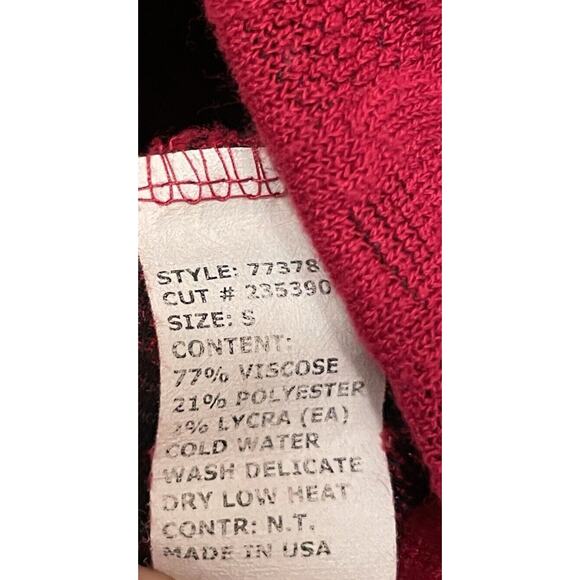 STYLE: 77378
CUT # 235390
SIZE: S
CONTENT:
77% VISCOSE
21% POLYESTER
2% LYCRA (EA)
COLD WATER
WASH DELICATE
DRY LOW HEAT
CONTR: N.T.
MADE IN USA